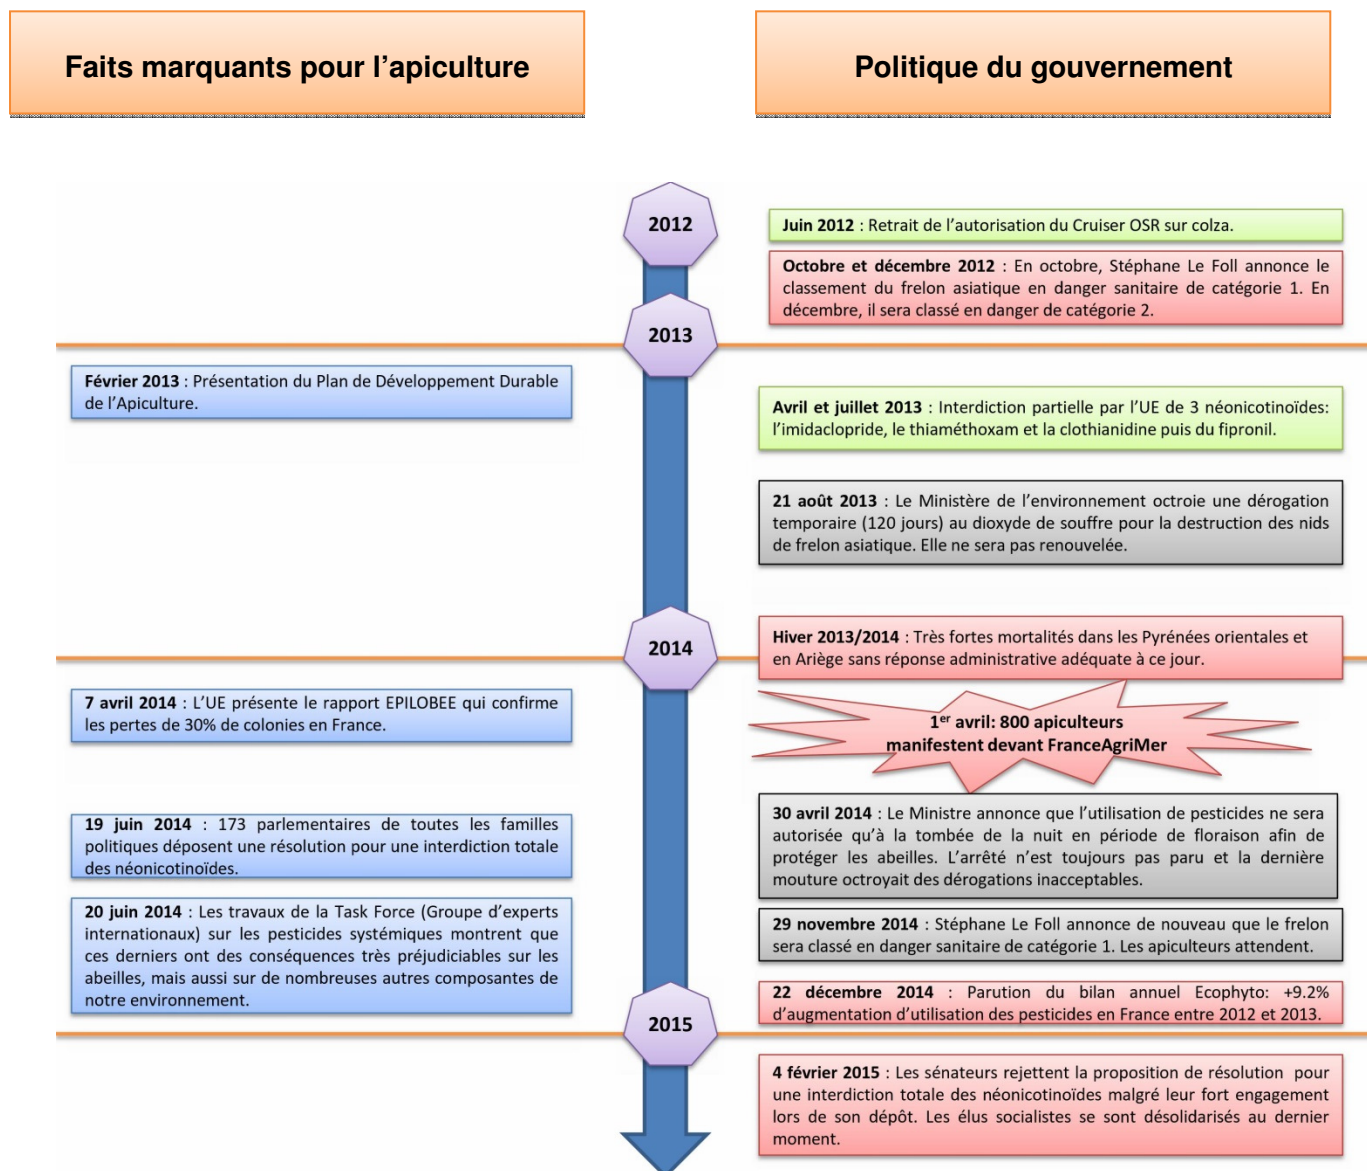 Faits marquants pour l’apiculture
Politique du gouvernement
2012
Juin 2012 : Retrait de l’autorisation du Cruiser OSR sur colza.
Octobre et décembre 2012 : En octobre, Stéphane Le Foll annonce le
classement du frelon asiatique en danger sanitaire de catégorie 1. En
décembre, il sera classé en danger de catégorie 2.
2013
Février 2013 : Présentation du Plan de Développement Durable
de l’Apiculture.
Avril et juillet 2013 : Interdiction partielle par l’UE de 3 néonicotinoïdes:
l’imidaclopride, le thiaméthoxam et la clothianidine puis du fipronil.
21 août 2013 : Le Ministère de l’environnement octroie une dérogation
temporaire (120 jours) au dioxyde de souffre pour la destruction des nids
de frelon asiatique. Elle ne sera pas renouvelée.
2014
Hiver 2013/2014 : Très fortes mortalités dans les Pyrénées orientales et
en Ariège sans réponse administrative adéquate à ce jour.
7 avril 2014 : L’UE présente le rapport EPILOBEE qui confirme
les pertes de 30% de colonies en France.
1er avril: 800 apiculteurs
manifestent devant FranceAgriMer
19 juin 2014 : 173 parlementaires de toutes les familles
politiques déposent une résolution pour une interdiction totale
des néonicotinoïdes.
30 avril 2014 : Le Ministre annonce que l’utilisation de pesticides ne sera
autorisée qu’à la tombée de la nuit en période de floraison afin de
protéger les abeilles. L’arrêté n’est toujours pas paru et la dernière
mouture octroyait des dérogations inacceptables.
20 juin 2014 : Les travaux de la Task Force (Groupe d’experts
internationaux) sur les pesticides systémiques montrent que
ces derniers ont des conséquences très préjudiciables sur les
abeilles, mais aussi sur de nombreuses autres composantes de
notre environnement.
29 novembre 2014 : Stéphane Le Foll annonce de nouveau que le frelon
sera classé en danger sanitaire de catégorie 1. Les apiculteurs attendent.
22 décembre 2014 : Parution du bilan annuel Ecophyto: +9.2%
d’augmentation d’utilisation des pesticides en France entre 2012 et 2013.
2015
4 février 2015 : Les sénateurs rejettent la proposition de résolution pour
une interdiction totale des néonicotinoïdes malgré leur fort engagement
lors de son dépôt. Les élus socialistes se sont désolidarisés au dernier
moment.